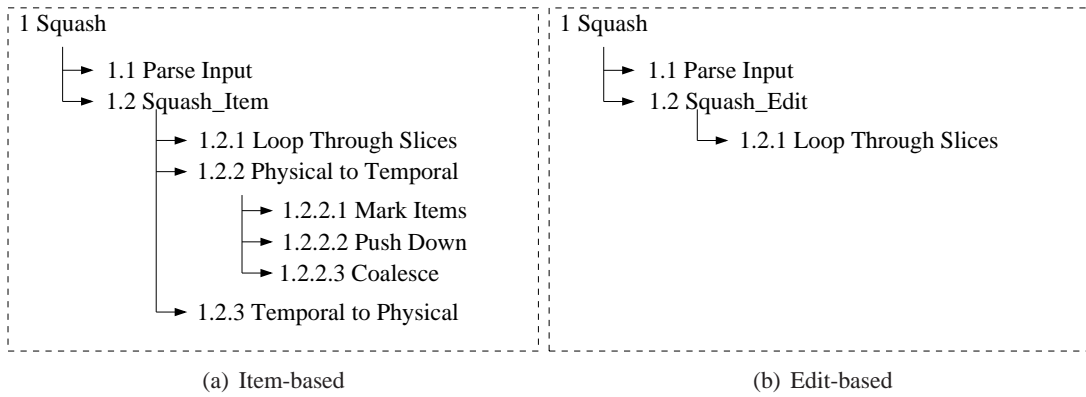 1 Squash
1.1 Parse Input
1.2 Squash_Item
1.2.1 Loop Through Slices
1.2.2 Physical to Temporal
1.2.2.1 Mark Items
1.2.2.2 Push Down
1.2.2.3 Coalesce
1.2.3 Temporal to Physical
(a) Item-based
1 Squash
1.1 Parse Input
1.2 Squash_Edit
1.2.1 Loop Through Slices
(b) Edit-based